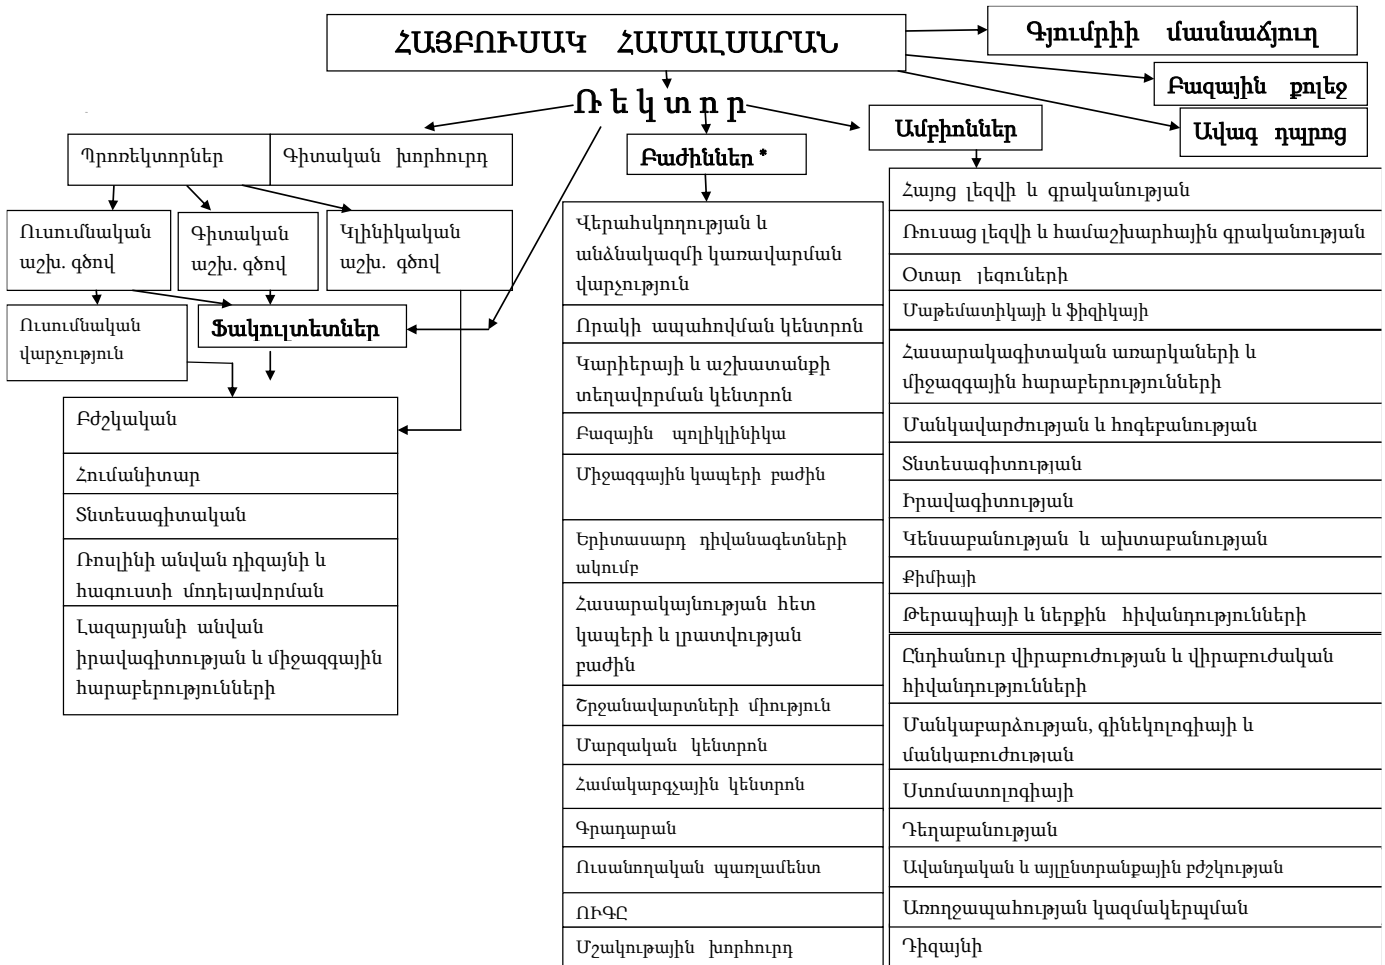 ՀԱՅԲՈՒՍԱԿ ՀԱՄԱԼՍԱՐԱՆ
Գյումրիի մասնաճյուղ
Բազային քոլեջ
Ավագ դպրոց
Ռ ե կ տ ո ր
Պրոռեկտորներ
Գիտական խորհուրդ
Բաժիններ *
Ամբիոններ
Ուսումնական
աշխ. գծով
Գիտական
աշխ. գծով
Կլինիկական
աշխ. գծով
Ուսումնական
վարչություն
Ֆակուլտետներ
Բժշկական
Հումանիտար
Տնտեսագիտական
Ռոսլինի անվան դիզայնի և
հագուստի մոդելավորման
Լազարյանի անվան
իրավագիտության և միջազգային
հարաբերությունների
Վերահսկողության և
անձնակազմի կառավարման
վարչություն
Որակի ապահովման կենտրոն
Կարիերայի և աշխատանքի
տեղավորման կենտրոն
Բազային պոլիկլինիկա
Միջազգային կապերի բաժին
Երիտասարդ դիվանագետների
ակումբ
Հասարակայնության հետ
կապերի և լրատվության
բաժին
Շրջանավարտների միություն
Մարզական կենտրոն
Համակարգչային կենտրոն
Գրադարան
Ուսանողական պառլամենտ
ՈՒԳԸ
Մշակութային խորհուրդ
Հայոց լեզվի և գրականության
Ռուսաց լեզվի և համաշխարհային գրականության
Օտար լեզուների
Մաթեմատիկայի և ֆիզիկայի
Հասարակագիտական առարկաների և
միջազգային հարաբերությունների
Մանկավարժության և հոգեբանության
Տնտեսագիտության
Իրավագիտության
Կենսաբանության և ախտաբանության
Քիմիայի
Թերապիայի և ներքին հիվանդությունների
Ընդհանուր վիրաբուժության և վիրաբուժական
հիվանդությունների
Մանկաբարձության, գինեկոլոգիայի և
մանկաբուժության
Ստոմատոլոգիայի
Դեղաբանության
Ավանդական և այլընտրանքային բժշկության
Առողջապահության կազմակերպման
Դիզայնի